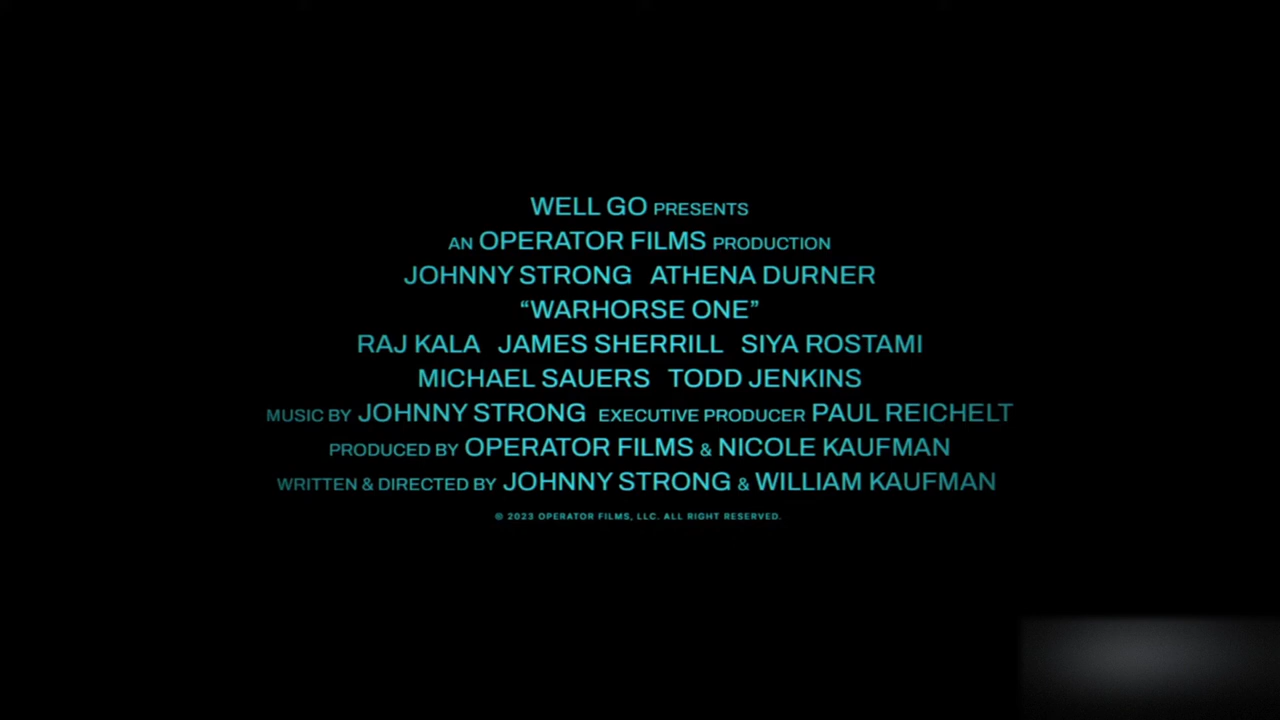 WELL GO PRESENTS
AN OPERATOR FILMS PRODUCTION
JOHNNY STRONG ATHENA DURNER
“WARHORSE ONE”
RAJ KALA JAMES SHERRILL SIYA ROSTAMI
MICHAEL SAUERS TODD JENKINS
MUSIC BY JOHNNY STRONG EXECUTIVE PRODUCER PAUL REICHELT
PRODUCED BY OPERATOR FILMS & NICOLE KAUFMAN
WRITTEN & DIRECTED BY JOHNNY STRONG & WILLIAM KAUFMAN
© 2023 OPERATOR FILMS, LLC. ALL RIGHT RESERVED.